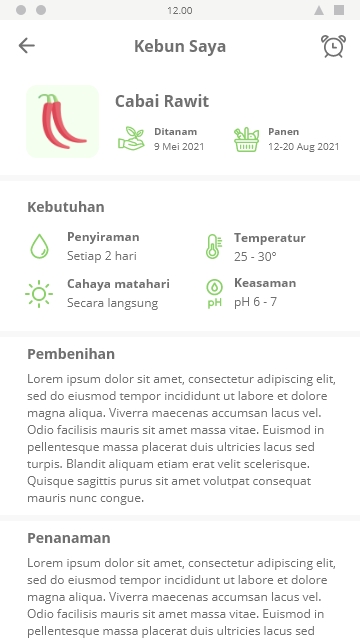 12.00
Kebun Saya
Cabai Rawit
Ditanam
9 Mei 2021
Panen
12-20 Aug 2021
Kebutuhan
Penyiraman
Setiap 2 hari
Temperatur
25 - 30°
Cahaya matahari
Secara langsung
pH
Keasaman
pH 6 - 7
Pembenihan
Lorem ipsum dolor sit amet, consectetur adipiscing elit,
sed do eiusmod tempor incididunt ut labore et dolore
magna aliqua. Viverra maecenas accumsan lacus vel.
Odio facilisis mauris sit amet massa vitae. Euismod in
pellentesque massa placerat duis ultricies lacus sed
turpis. Blandit aliquam etiam erat velit scelerisque.
Quisque sagittis purus sit amet volutpat consequat
mauris nunc congue.
Penanaman
Lorem ipsum dolor sit amet, consectetur adipiscing elit,
sed do eiusmod tempor incididunt ut labore et dolore
magna aliqua. Viverra maecenas accumsan lacus vel.
Odio facilisis mauris sit amet massa vitae. Euismod in
pellentesque massa placerat duis ultricies lacus sed